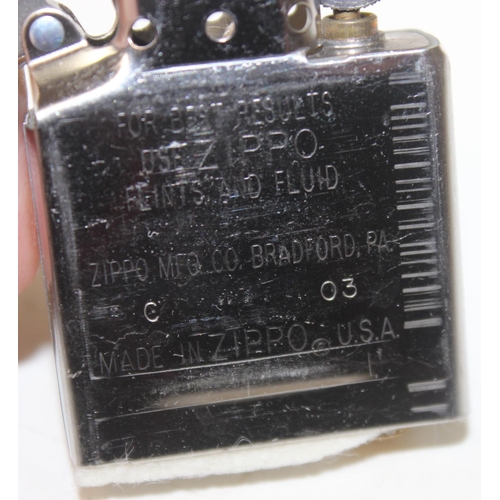 FOR BEST RESULTS
USE ZIPPO
FLINTS AND FLUID
ZIPPO MFG. CO. BRADFORD, PA.
C 03
MADE IN ZIPPO® U.S.A.